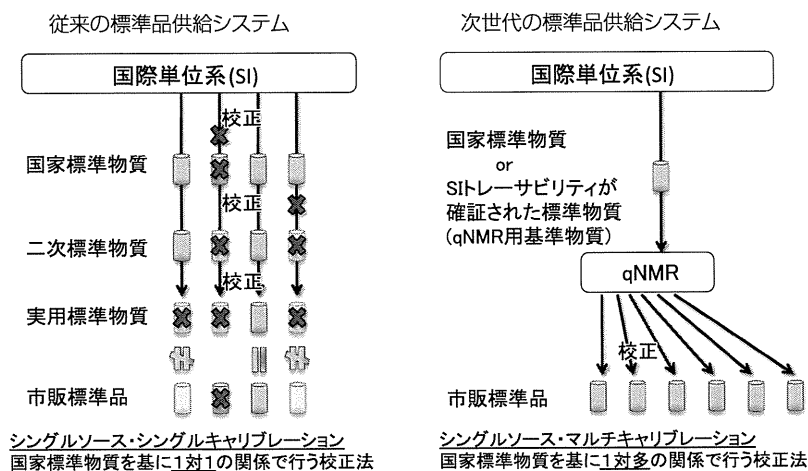 従来の標準品供給システム
国際単位系(SI)
校正
国家標準物質
校正
二次標準物質
校正
実用標準物質
市販標準品
シングルソース・シングルキャリブレーション
国家標準物質を基に1対1の関係で行う校正法
次世代の標準品供給システム
国際単位系(SI)
国家標準物質
or
SIトレーサビリティが
確証された標準物質
(qNMR用基準物質)
qNMR
校正
市販標準品
シングルソース・マルチキャリブレーション
国家標準物質を基に1対多の関係で行う校正法